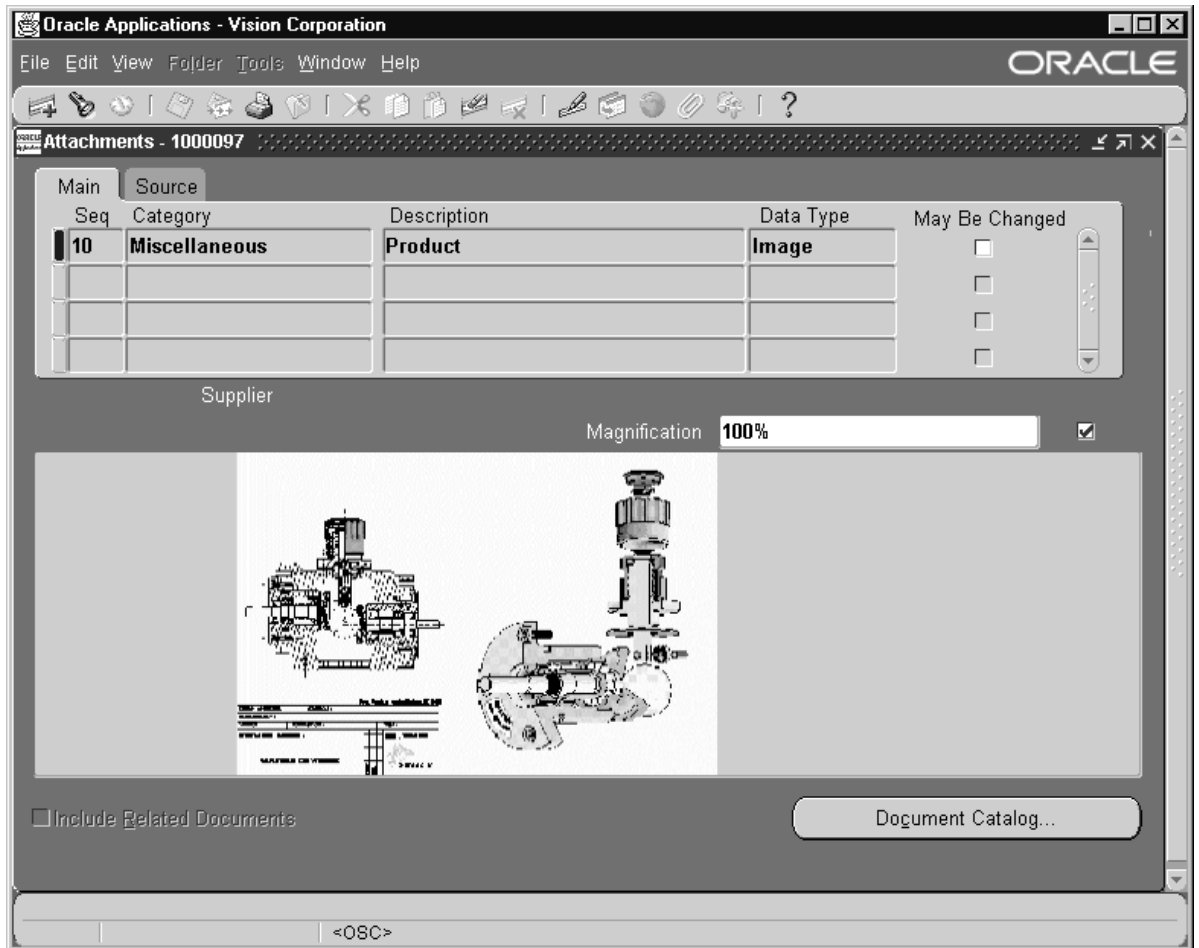 Oracle Applications - Vision Corporation
File Edit View Folder Tools Window Help
ORACLE
Attachments - 1000097
Main Source
Seq Category Description Data Type May Be Changed
10 Miscellaneous Product Image
Supplier
Magnification 100%
Include Related Documents
Document Catalog...
<OSC>